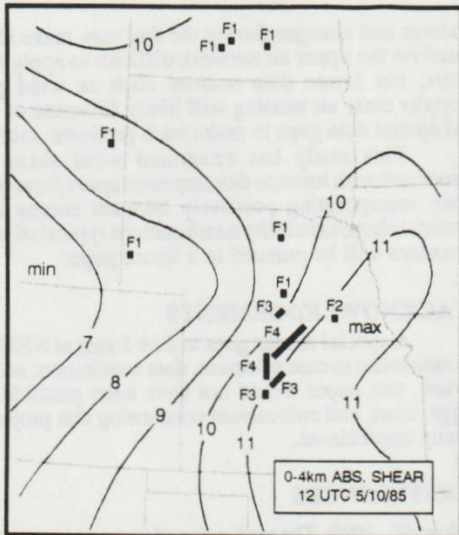 10
F1
F1
F1
F1
10
F1
F1
11
min
F1
F3
F2
F4
max
7
F4
8
F3
F3
9
11
10
11
0-4km ABS. SHEAR
12 UTC 5/10/85